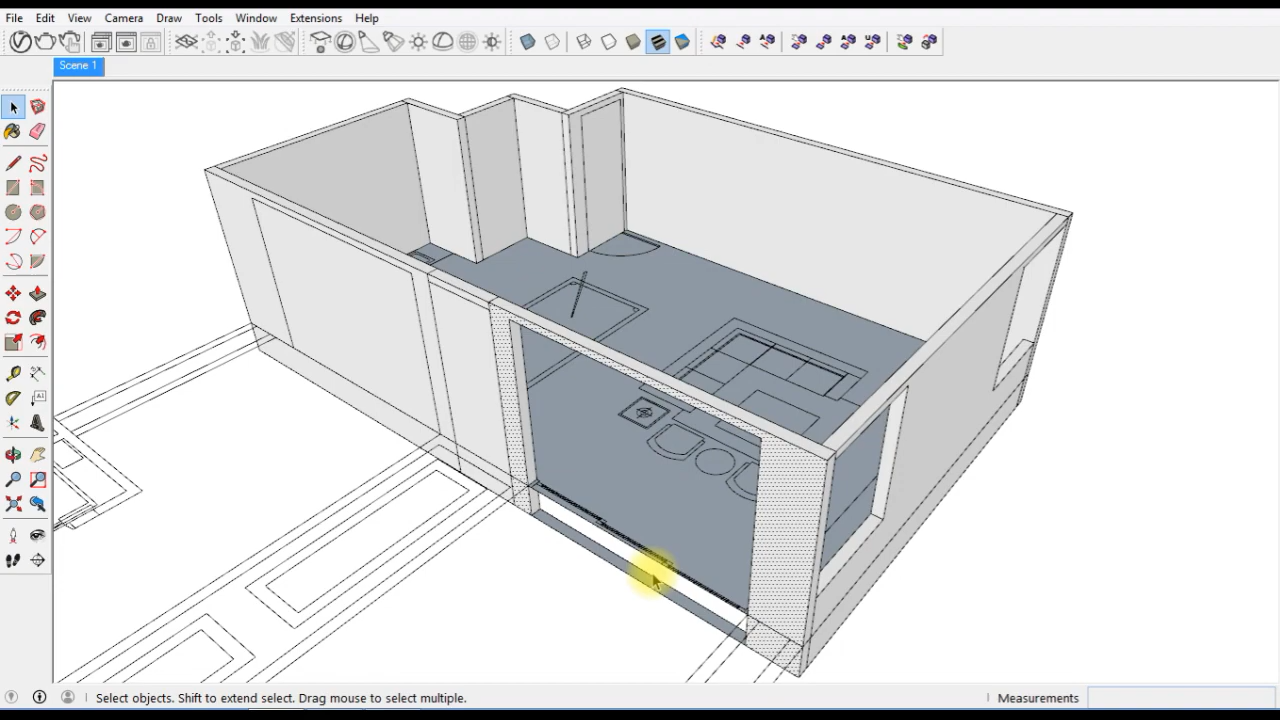 File Edit View Camera Draw Tools Window Extensions Help
Scene 1
Select objects. Shift to extend select. Drag mouse to select multiple. Measurements